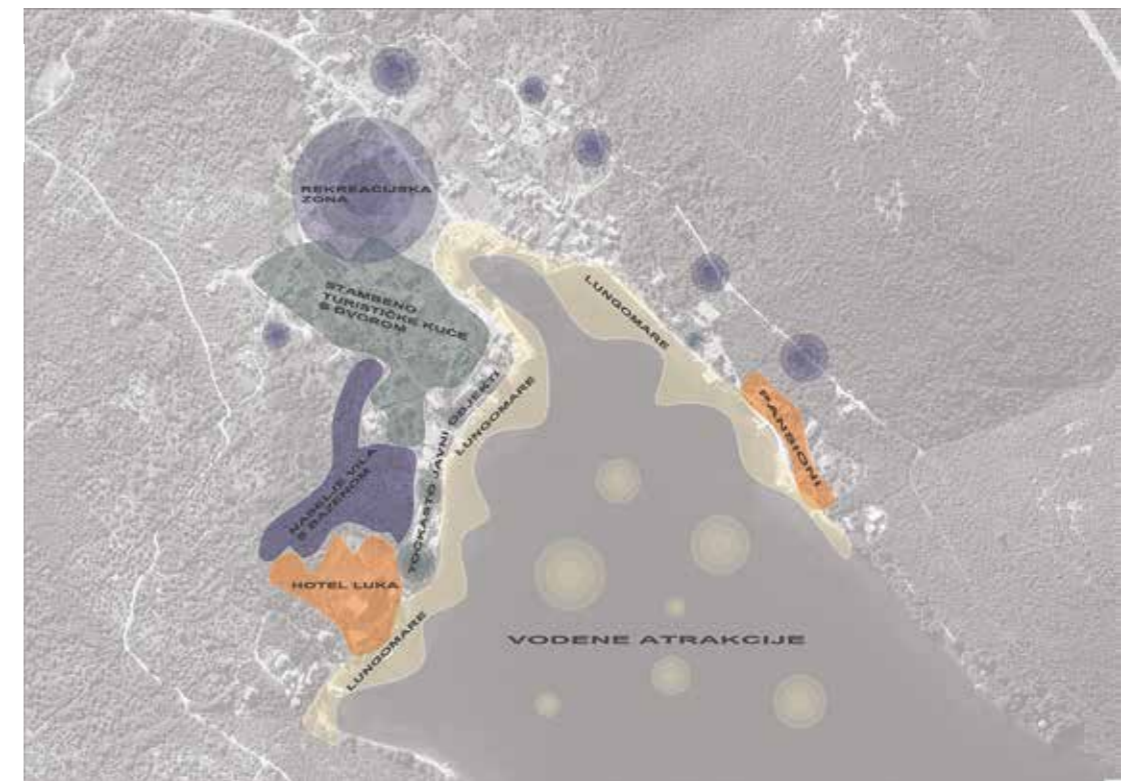 REKREACIJSKA
ZONA
STAMBENO
TURISTIČKE KUĆE
S DVOROM
LUNGOMARE
TOČKASTO JAVNI OBJEKTI
LUNGOMARE
PANSIONI
NASELJE VILA
S BAZENOM
HOTEL LUKA
LUNGOMARE
VODENE ATRAKCIJE